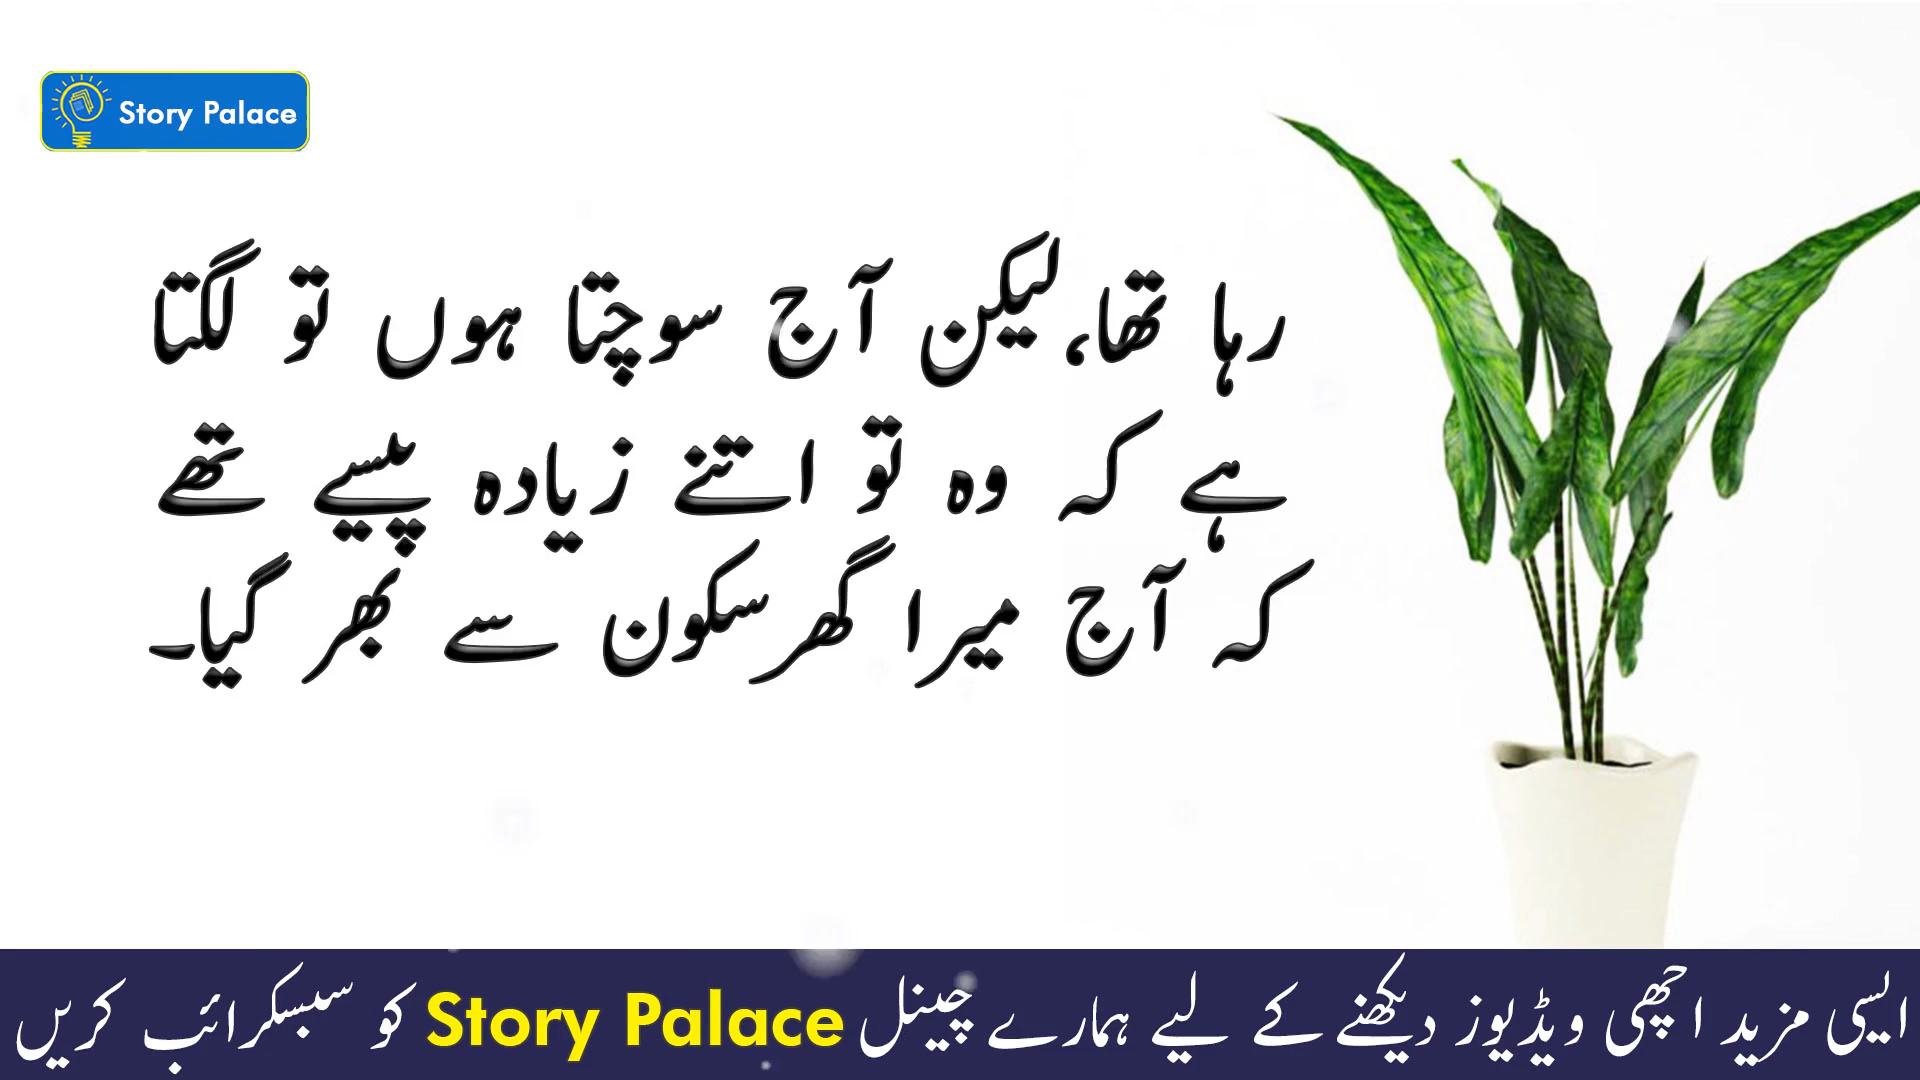 Story Palace
رہا تھا،لیکن آج سوچتا ہوں تو لگتا
ہے کہ وہ تو اتنے زیادہ پیسے تھے
کہ آج میرا گھر سکون سے بھر گیا۔
ایسی مزید اچھی ویڈیوز دیکھنے کے لیے ہمارے چینل Story Palace کو سبسکرائب کریں